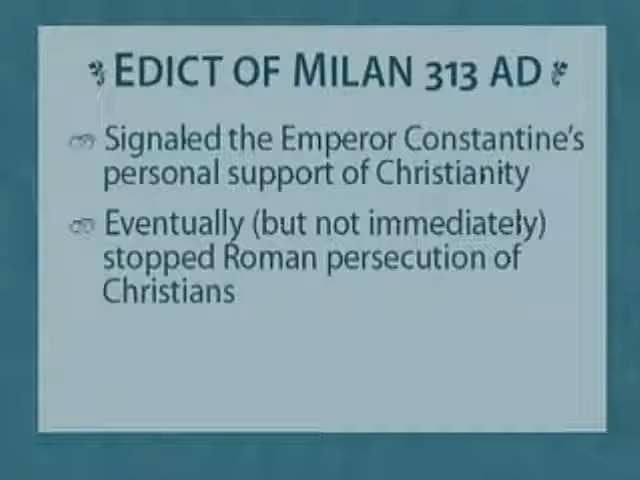 EDICT OF MILAN 313 AD
Signaled the Emperor Constantine's
personal support of Christianity
Eventually (but not immediately)
stopped Roman persecution of
Christians